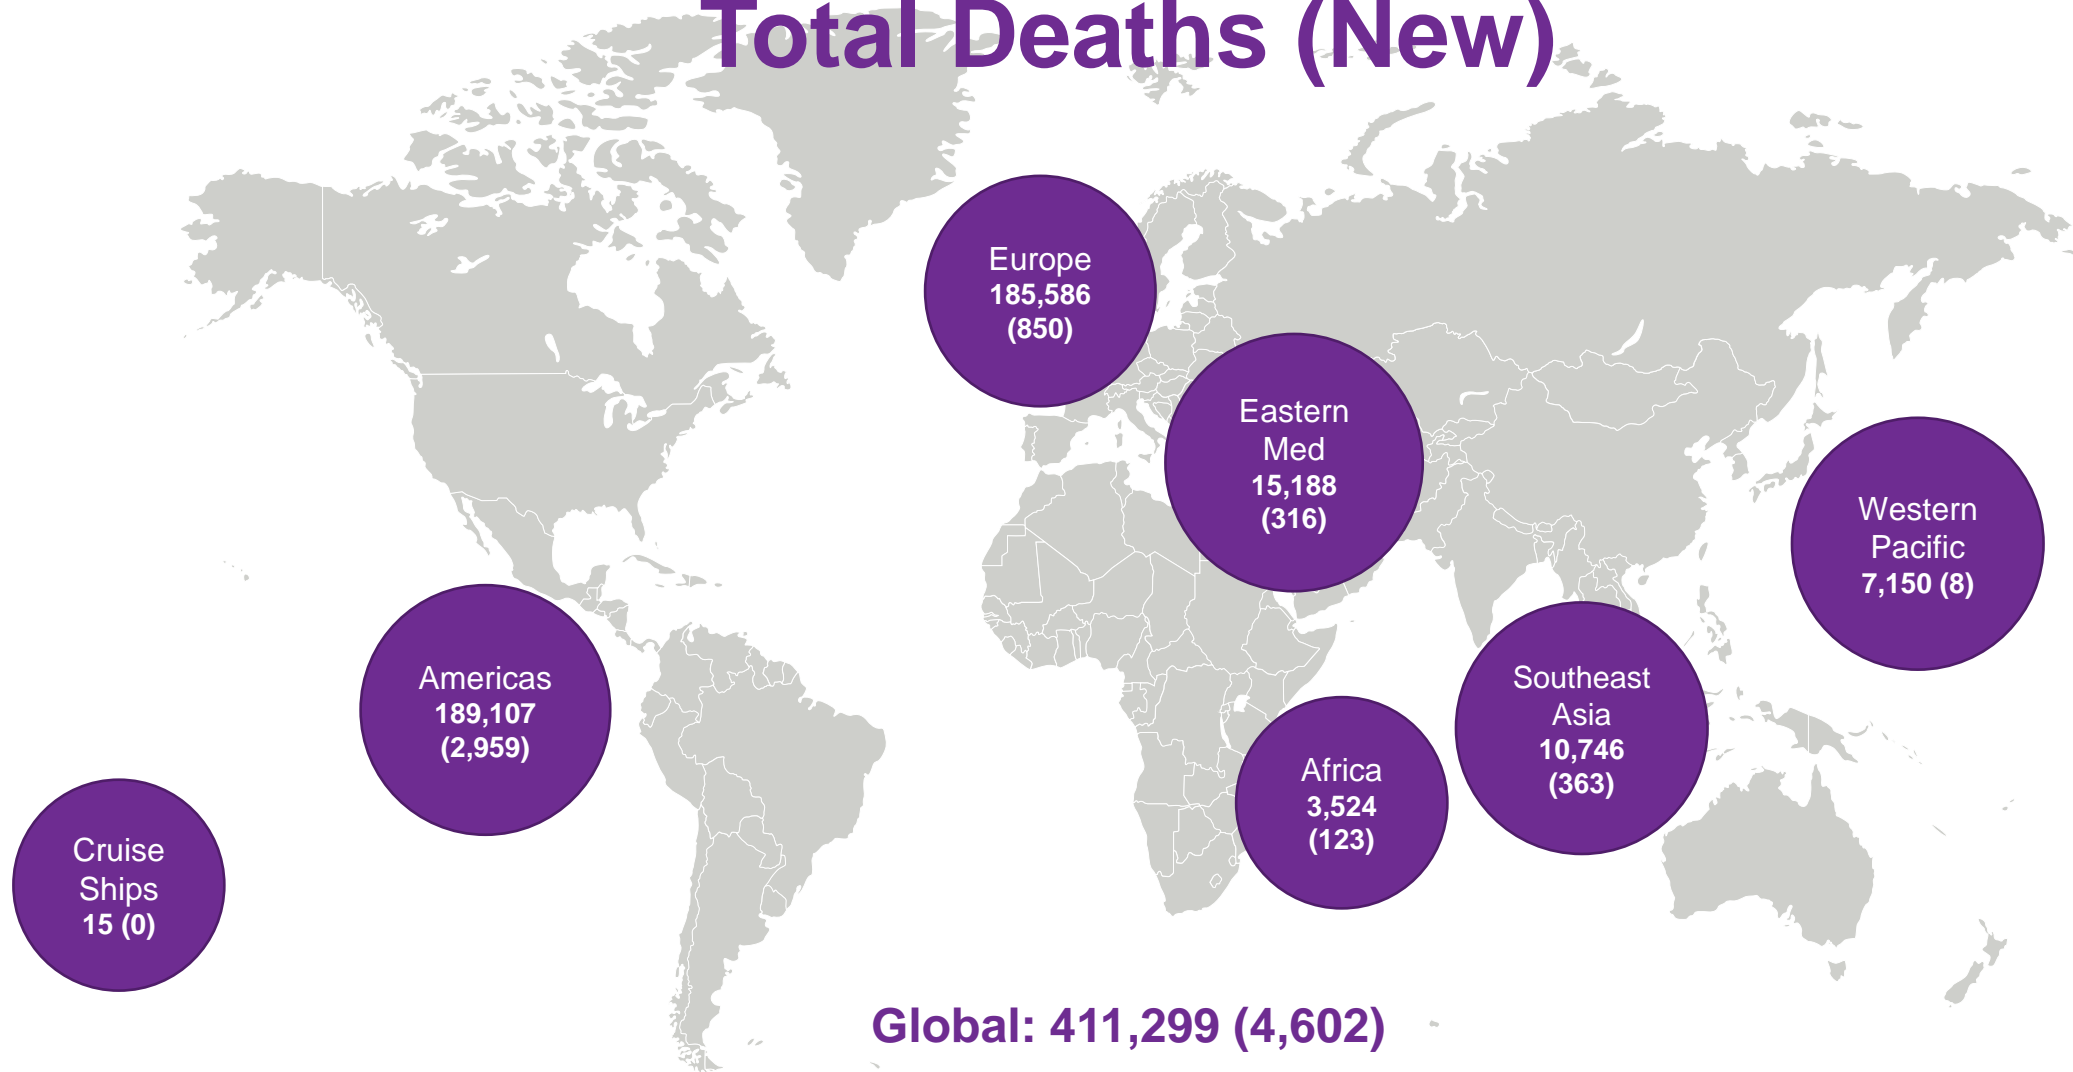 Total Deaths (New)
Europe
185,586
(850)
Eastern
Med
15,188
(316)
Western
Pacific
7,150 (8)
Americas
189,107
(2,959)
Southeast
Asia
10,746
(363)
Africa
3,524
(123)
Cruise
Ships
15 (0)
Global: 411,299 (4,602)